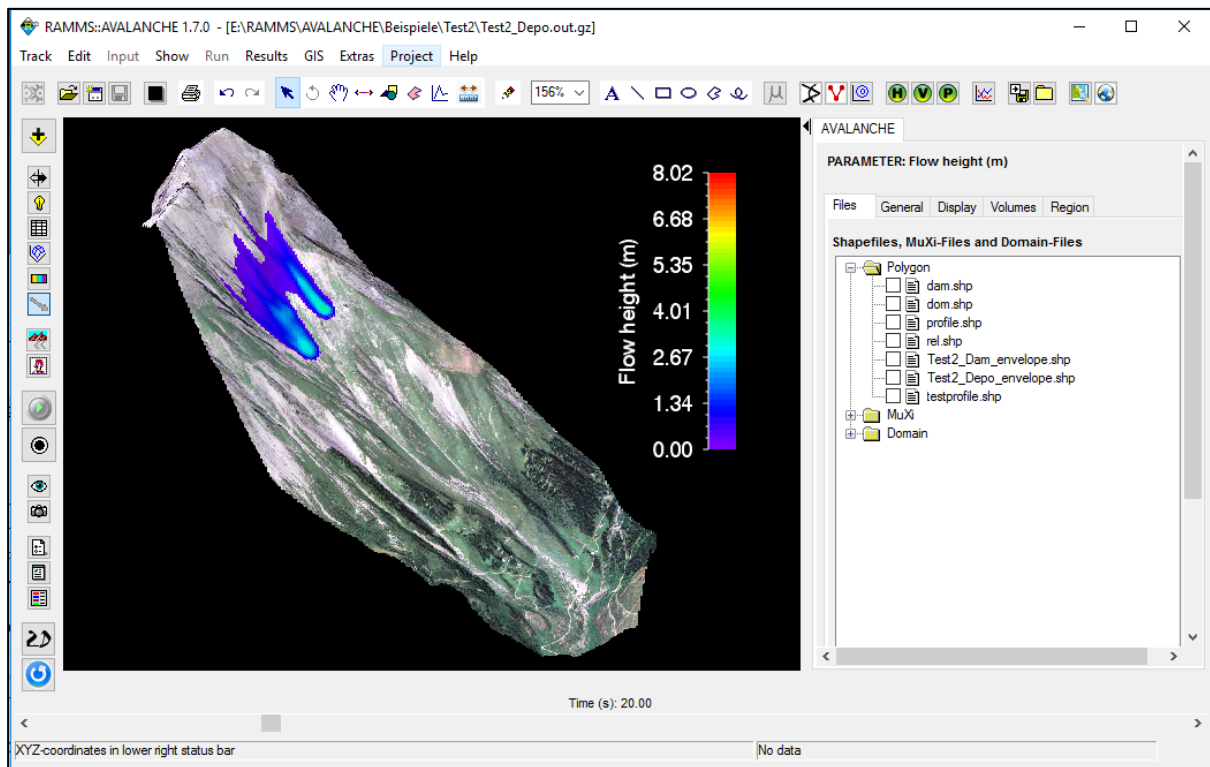 RAMMS::AVALANCHE 1.7.0 - [E:\RAMMS\AVALANCHE\Beispiele\Test2\Test2_Depo.out.gz]
Track Edit Input Show Run Results GIS Extras Project Help
156%
A
μ
H V P
2D
AVALANCHE
PARAMETER: Flow height (m)
Files General Display Volumes Region
Shapefiles, MuXi-Files and Domain-Files
Polygon
dam.shp
dom.shp
profile.shp
rel.shp
Test2_Dam_envelope.shp
Test2_Depo_envelope.shp
testprofile.shp
MuXi
Domain
Flow height (m)
8.02
6.68
5.35
4.01
2.67
1.34
0.00
Time (s): 20.00
XYZ-coordinates in lower right status bar
No data